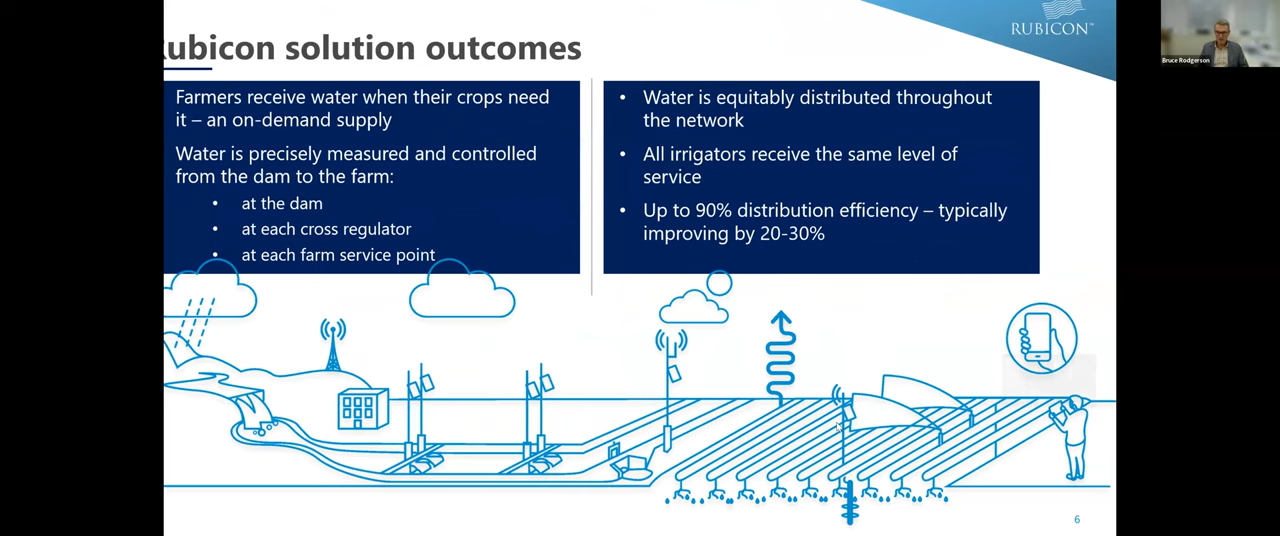 ubicon solution outcomes
RUBICON™
Bruce Rodgerson
Farmers receive water when their crops need
it – an on-demand supply
Water is precisely measured and controlled
from the dam to the farm:
• at the dam
• at each cross regulator
• at each farm service point
• Water is equitably distributed throughout
the network
• All irrigators receive the same level of
service
• Up to 90% distribution efficiency – typically
improving by 20-30%
6